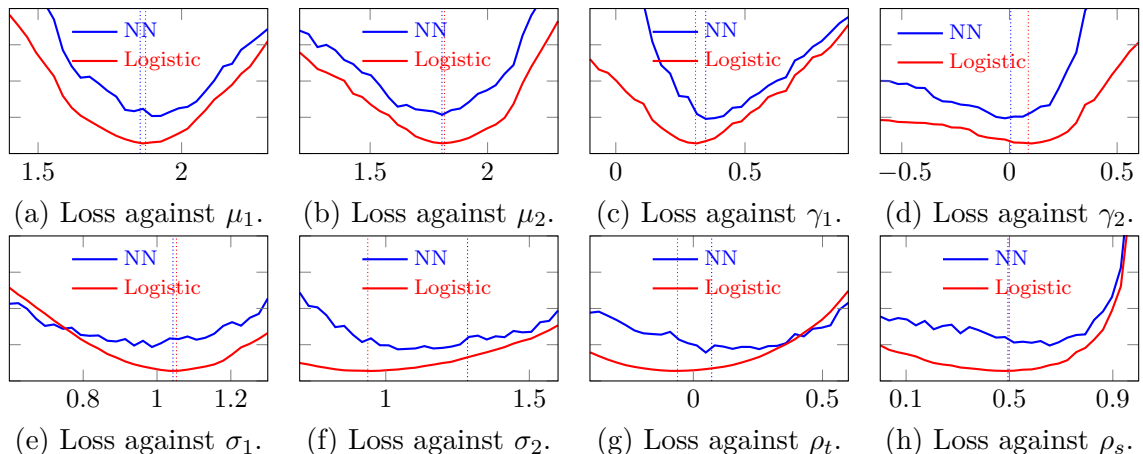 NN
Logistic
1.5 2
(a) Loss against μ₁.
NN
Logistic
1.5 2
(b) Loss against μ₂.
NN
Logistic
0 0.5
(c) Loss against γ₁.
NN
Logistic
−0.5 0 0.5
(d) Loss against γ₂.
NN
Logistic
0.8 1 1.2
(e) Loss against σ₁.
NN
Logistic
1 1.5
(f) Loss against σ₂.
NN
Logistic
0 0.5
(g) Loss against ρₜ.
NN
Logistic
0.1 0.5 0.9
(h) Loss against ρₛ.